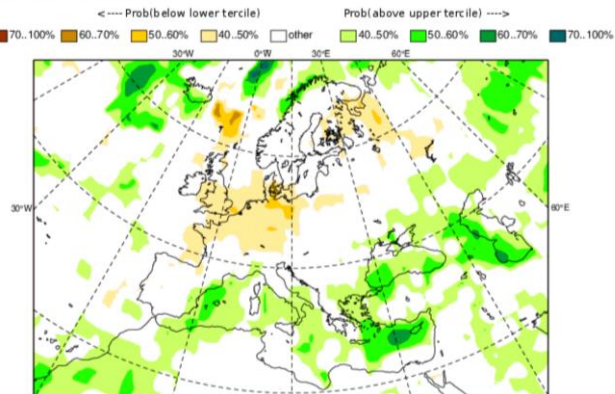 <---- Prob(below lower tercile) Prob(above upper tercile) ---->
70..100% 60..70% 50..60% 40..50% other 40..50% 50..60% 60..70% 70..100%
30°W 0°W 30°E 60°E
30°W 60°E